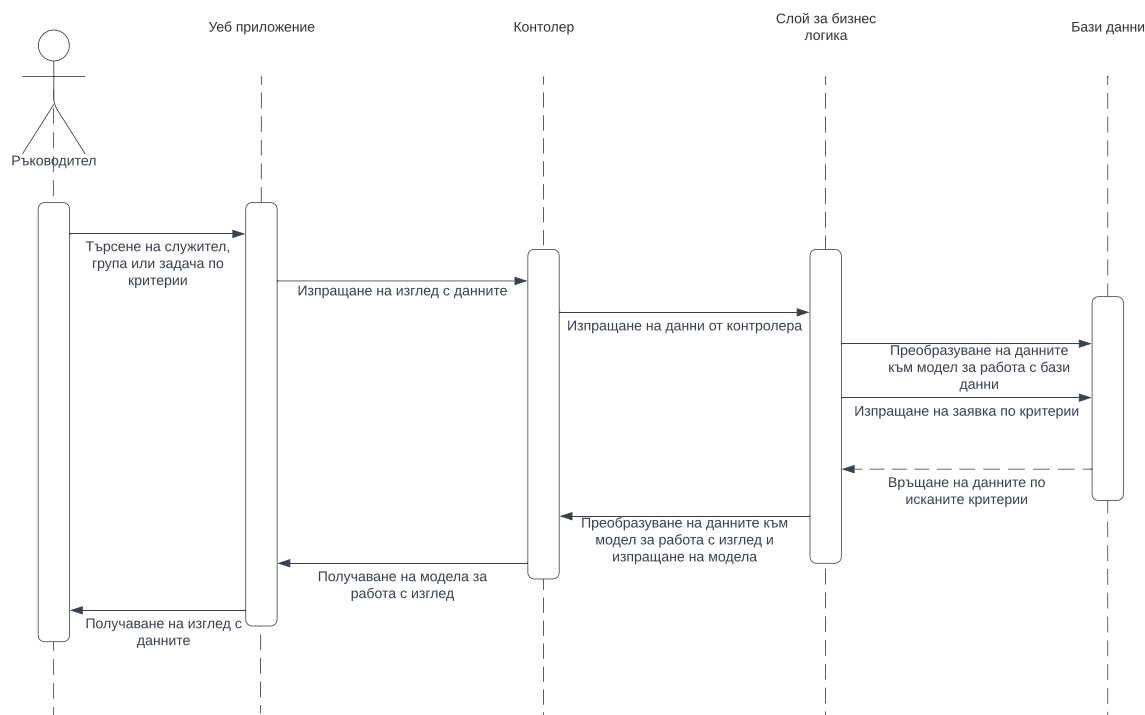 Уеб приложение
Контолер
Слой за бизнес
логика
Бази данни
Ръководител
Търсене на служител,
група или задача по
критерии
Изпращане на изглед с данните
Изпращане на данни от контролера
Преобразуване на данните
към модел за работа с бази
данни
Изпращане на заявка по критерии
Връщане на данните по
исканите критерии
Преобразуване на данните към
модел за работа с изглед и
изпращане на модела
Получаване на модела за
работа с изглед
Получаване на изглед с
данните